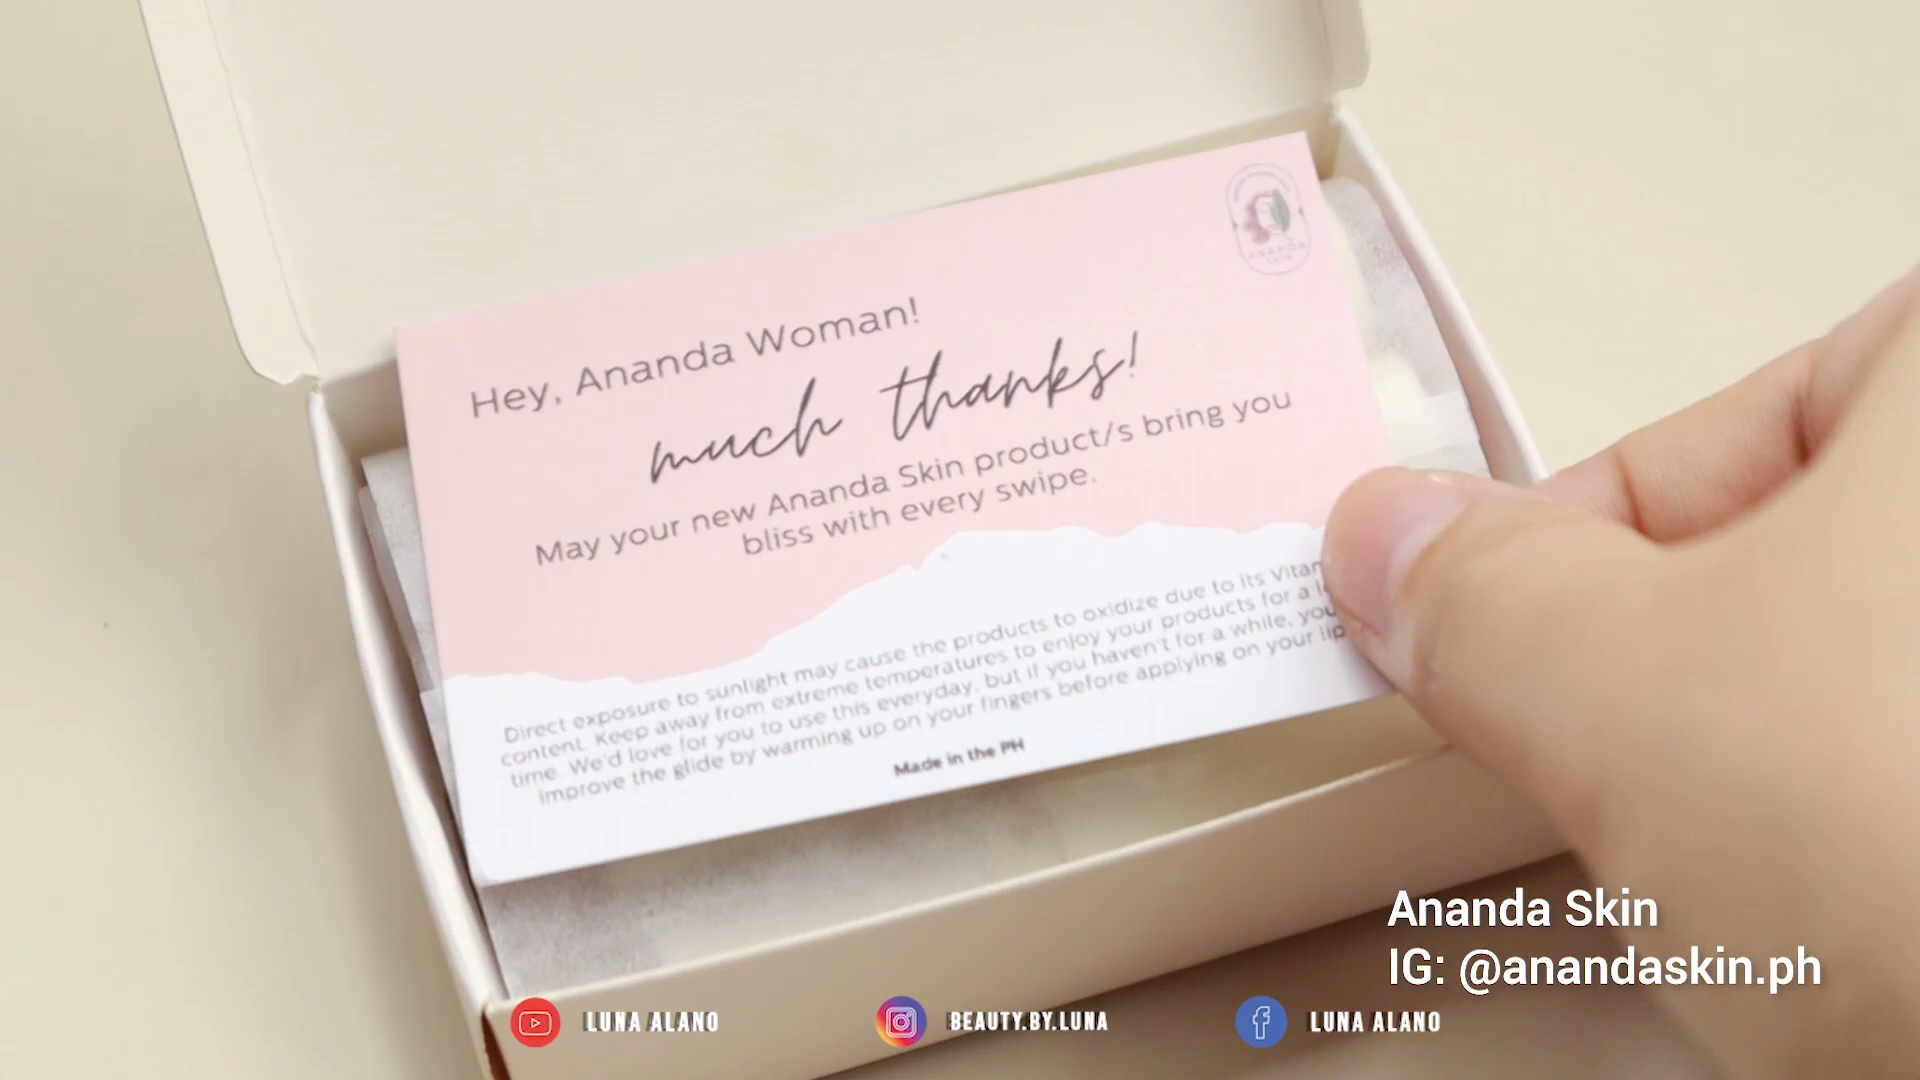 Hey, Ananda Woman!
much thanks!
May your new Ananda Skin product/s bring you
bliss with every swipe.
Direct exposure to sunlight may cause the products to oxidize due to its
content. Keep away from extreme temperatures to enjoy your products for a
time. We'd love for you to use this everyday, but if you haven't for a while,
improve the glide by warming up on your fingers before applying on your
Made in the PH
ANANDA
Ananda Skin
IG: @anandaskin.ph
LUNA ALANO
BEAUTY.BY.LUNA
LUNA ALANO